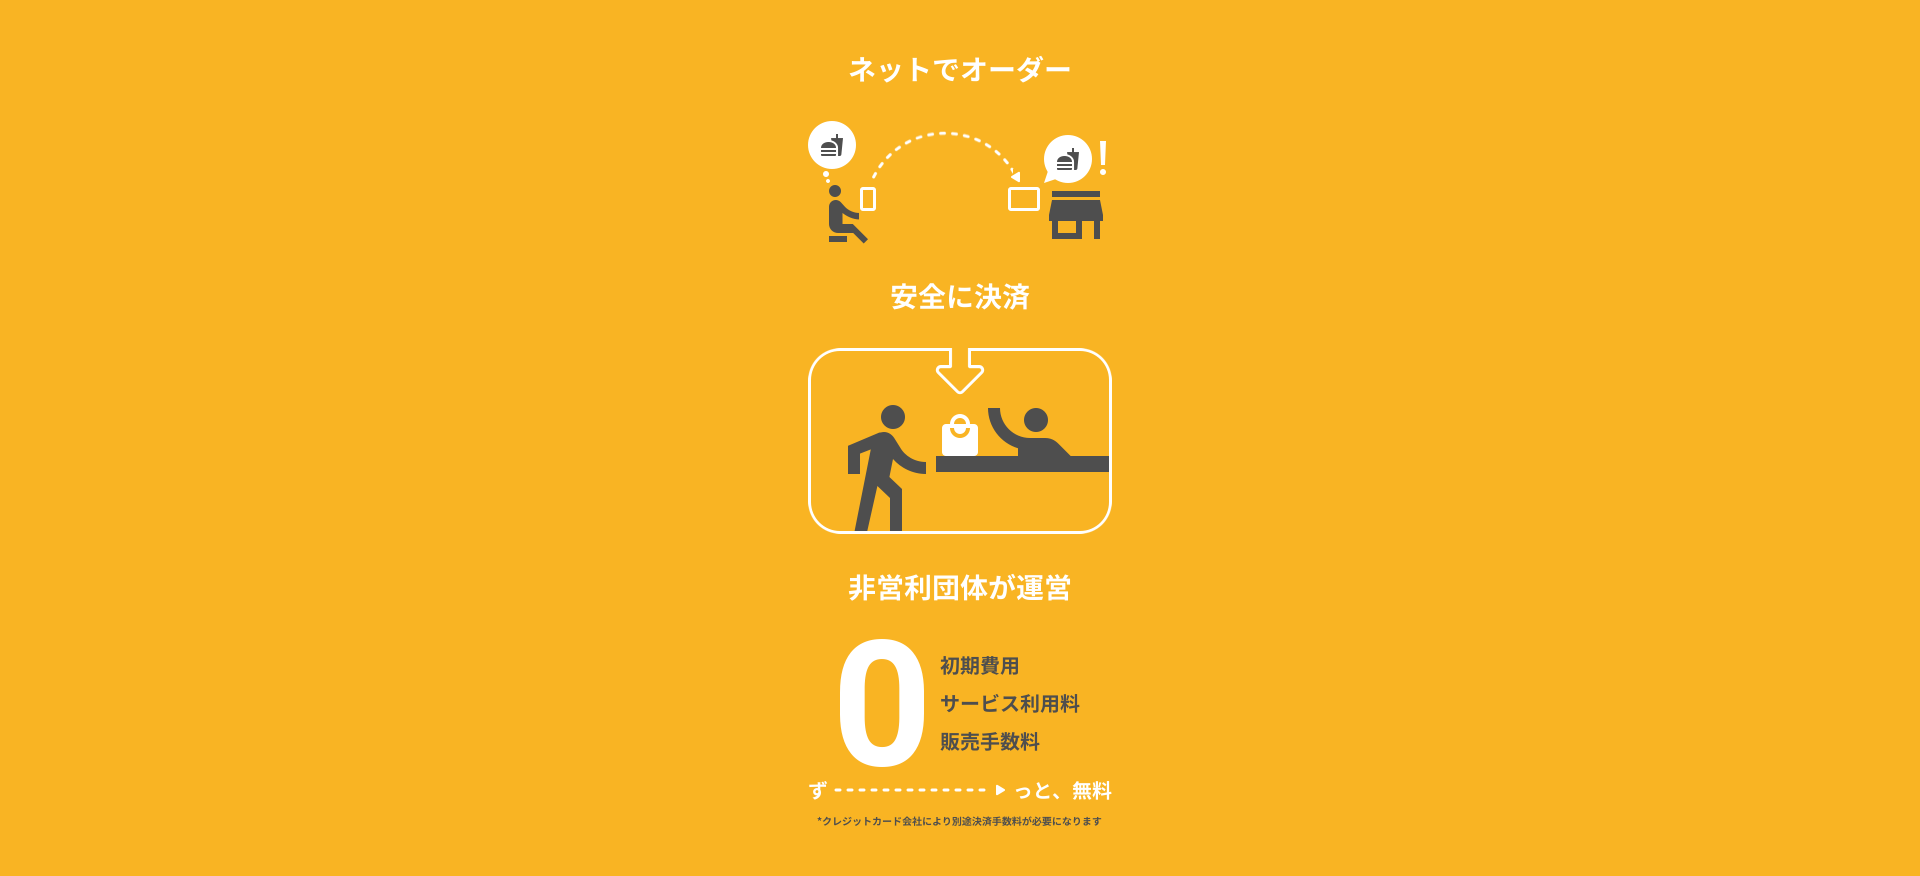 ネットでオーダー
!
安全に決済
非営利団体が運営
0
初期費用
サービス利用料
販売手数料
ず っと、無料
*クレジットカード会社により別途決済手数料が必要になります